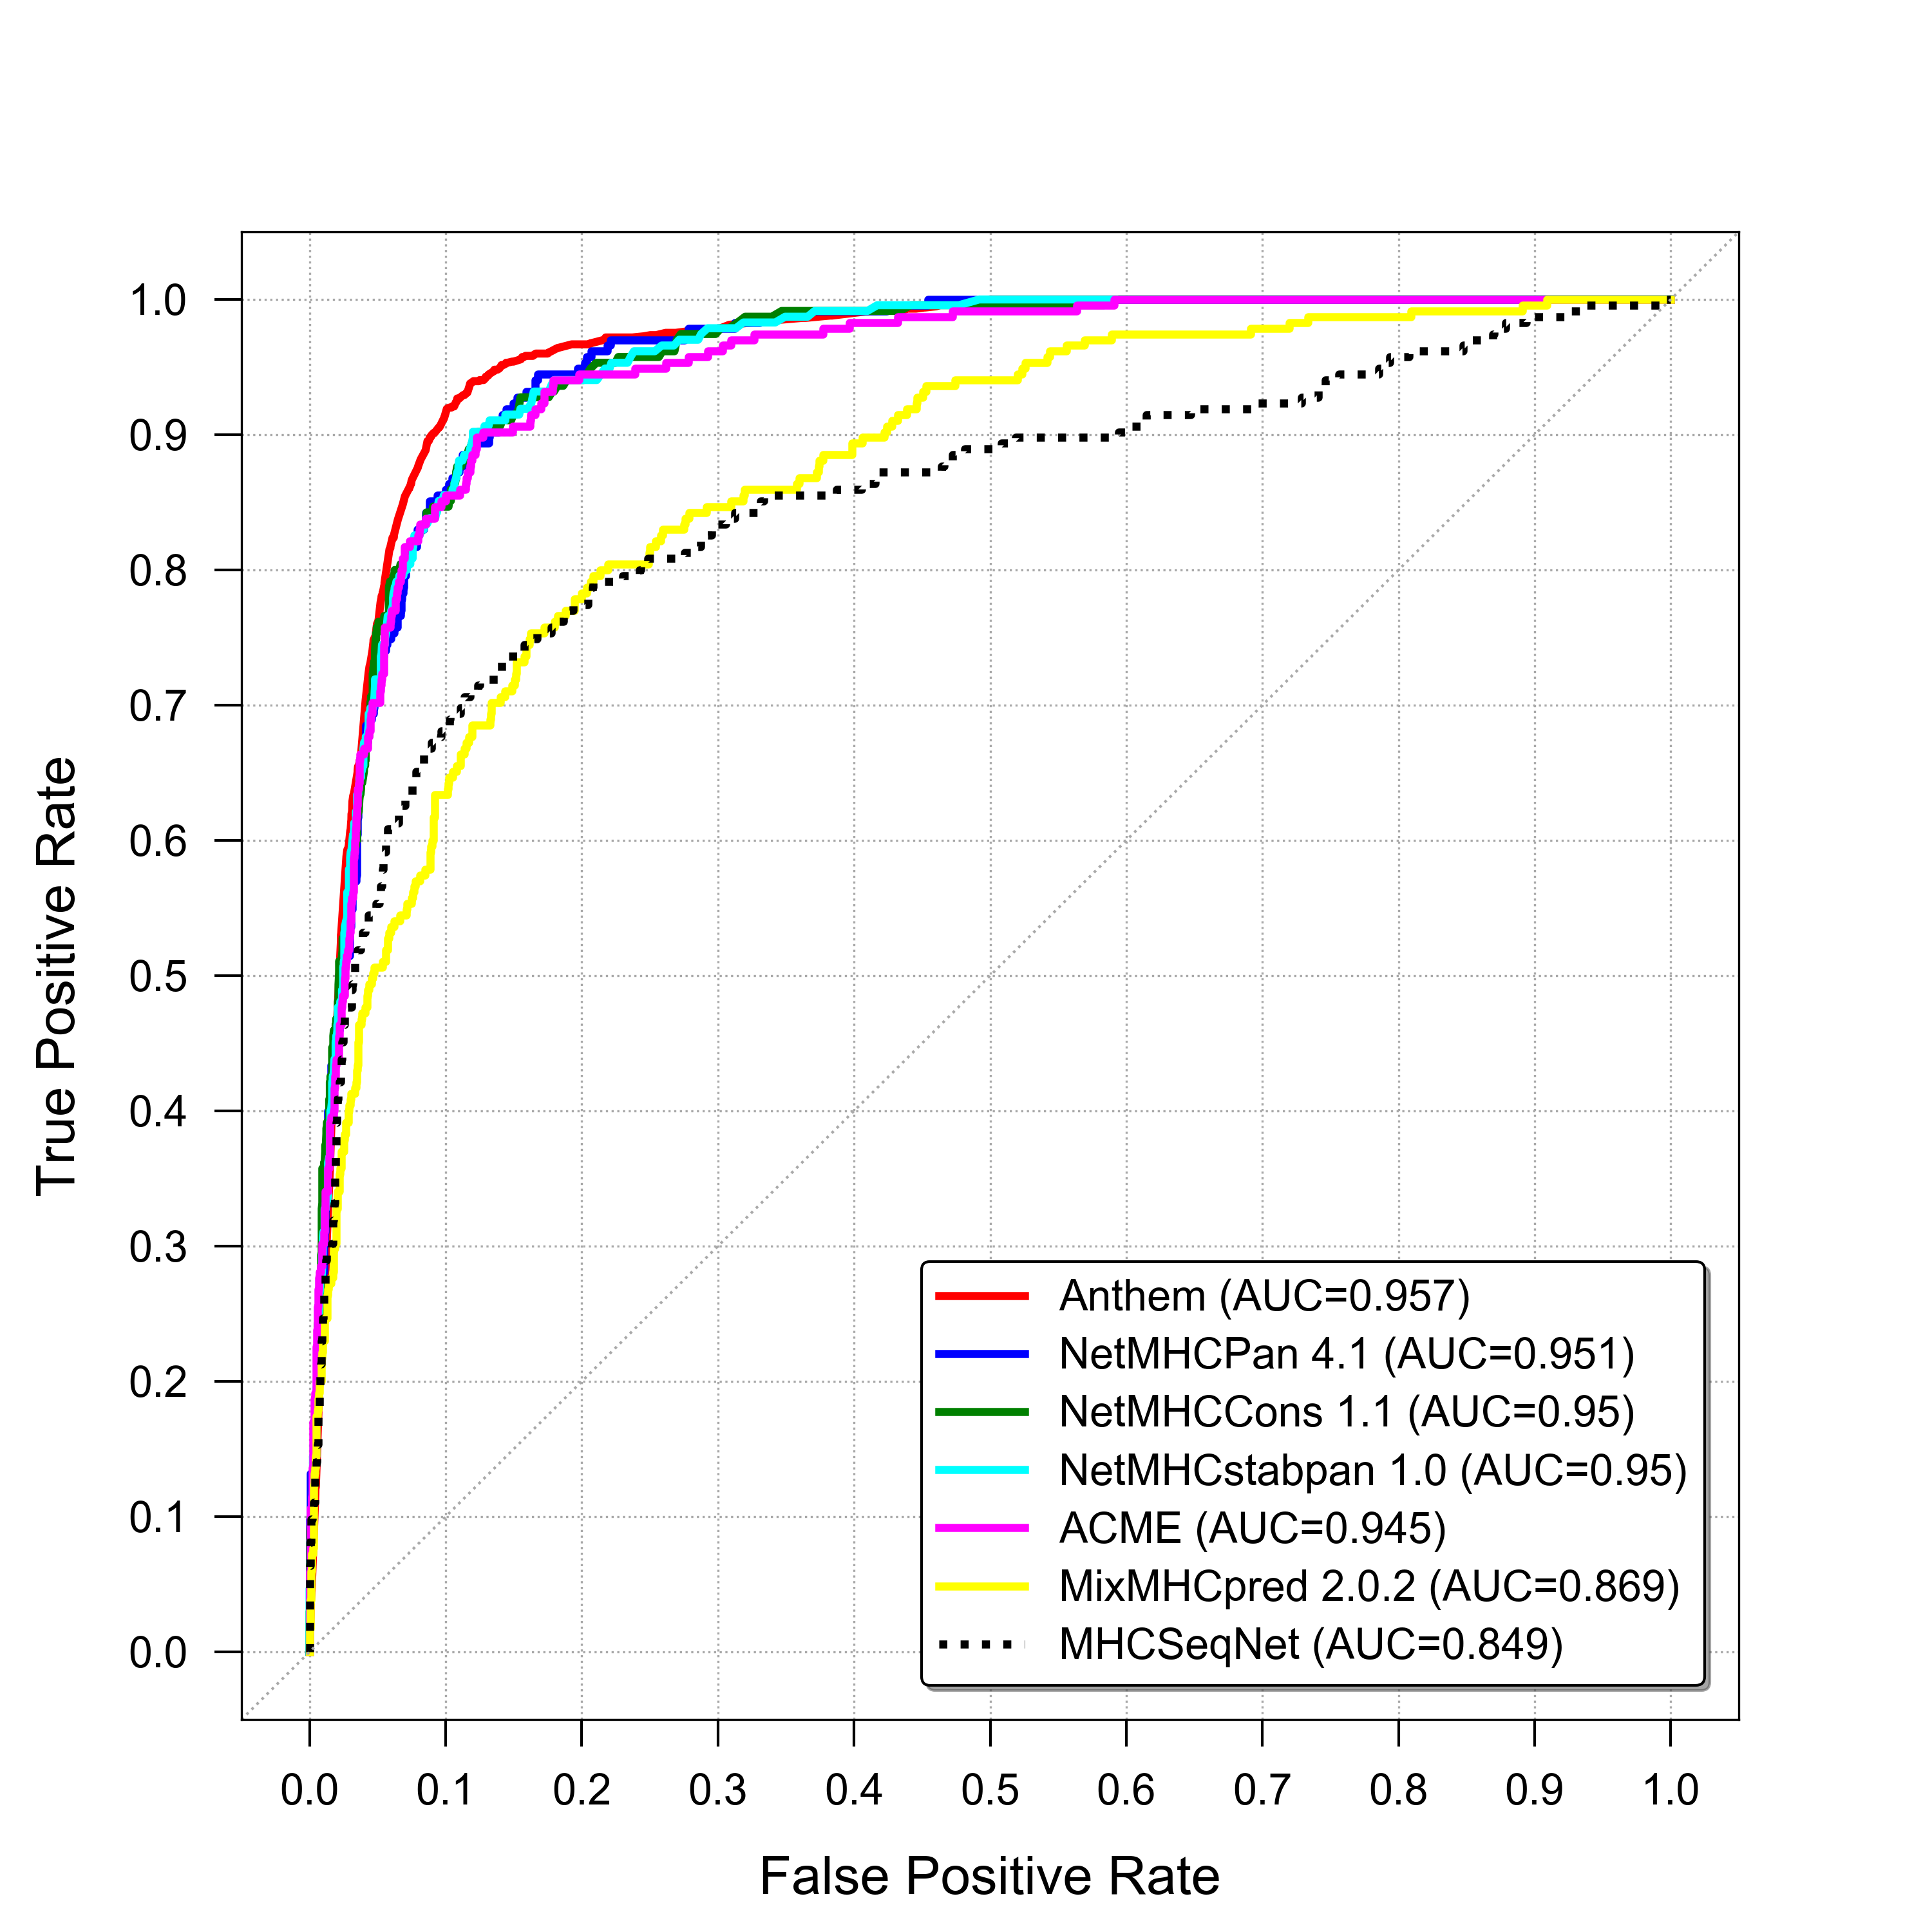 1.0
0.9
0.8
0.7
0.6
0.5
0.4
0.3
0.2
0.1
0.0
True Positive Rate
Anthem (AUC=0.957)
NetMHCPan 4.1 (AUC=0.951)
NetMHCCons 1.1 (AUC=0.95)
NetMHCstabpan 1.0 (AUC=0.95)
ACME (AUC=0.945)
MixMHCpred 2.0.2 (AUC=0.869)
MHCSeqNet (AUC=0.849)
0.0 0.1 0.2 0.3 0.4 0.5 0.6 0.7 0.8 0.9 1.0
False Positive Rate